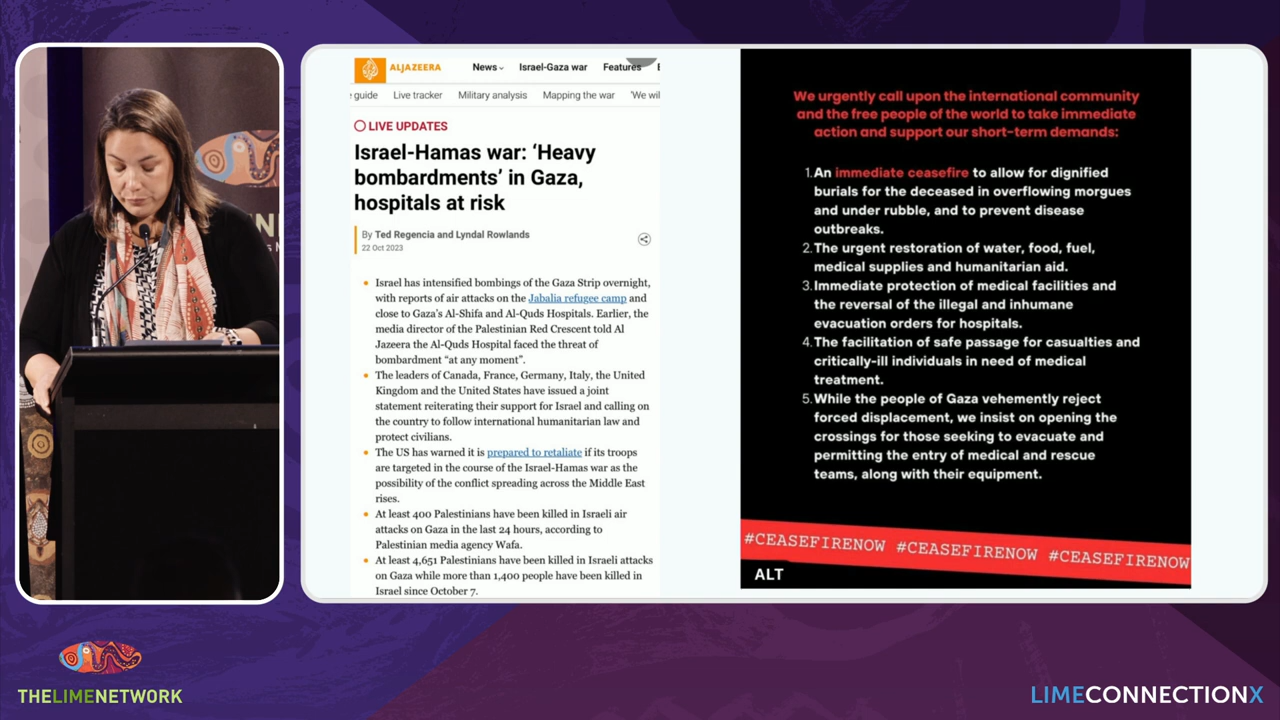 ALJAZEERA
News
Israel-Gaza war
Features
guide
Live tracker
Military analysis
Mapping the war
'We wil
LIVE UPDATES
Israel-Hamas war: ‘Heavy
bombardments’ in Gaza,
hospitals at risk
By Ted Regencia and Lyndal Rowlands
22 Oct 2023
Israel has intensified bombings of the Gaza Strip overnight,
with reports of air attacks on the Jabalia refugee camp and
close to Gaza’s Al-Shifa and Al-Quds Hospitals. Earlier, the
media director of the Palestinian Red Crescent told Al
Jazeera the Al-Quds Hospital faced the threat of
bombardment “at any moment”.
The leaders of Canada, France, Germany, Italy, the United
Kingdom and the United States have issued a joint
statement reiterating their support for Israel and calling on
the country to follow international humanitarian law and
protect civilians.
The US has warned it is prepared to retaliate if its troops
are targeted in the course of the Israel-Hamas war as the
possibility of the conflict spreading across the Middle East
rises.
At least 400 Palestinians have been killed in Israeli air
attacks on Gaza in the last 24 hours, according to
Palestinian media agency Wafa.
At least 4,651 Palestinians have been killed in Israeli attacks
on Gaza while more than 1,400 people have been killed in
Israel since October 7.
We urgently call upon the international community
and the free people of the world to take immediate
action and support our short-term demands:
1. An immediate ceasefire to allow for dignified
burials for the deceased in overflowing morgues
and under rubble, and to prevent disease
outbreaks.
2. The urgent restoration of water, food, fuel,
medical supplies and humanitarian aid.
3. Immediate protection of medical facilities and
the reversal of the illegal and inhumane
evacuation orders for hospitals.
4. The facilitation of safe passage for casualties and
critically-ill individuals in need of medical
treatment.
5. While the people of Gaza vehemently reject
forced displacement, we insist on opening the
crossings for those seeking to evacuate and
permitting the entry of medical and rescue
teams, along with their equipment.
#CEASEFIRENOW #CEASEFIRENOW #CEASEFIRENOW
ALT
THELIMENETWORK
LIMECONNECTIONX